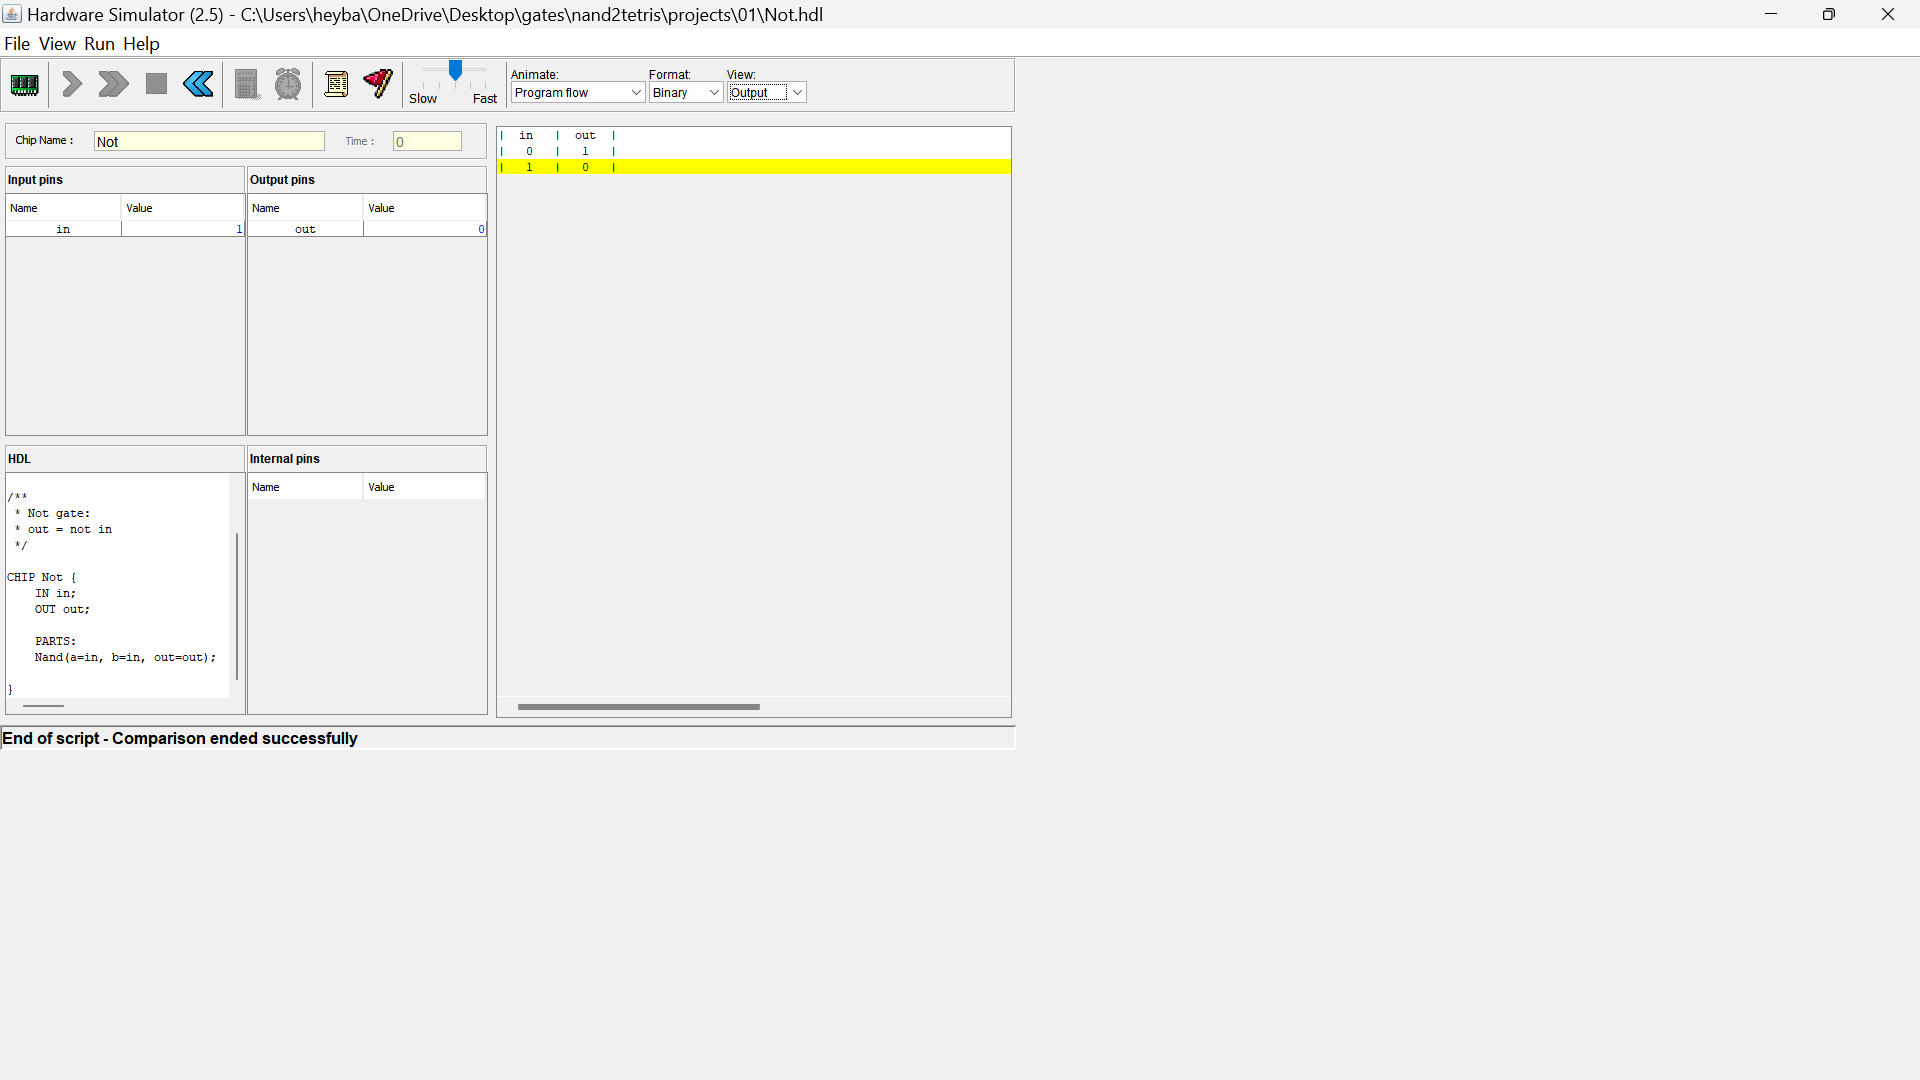 Hardware Simulator (2.5) - C:\Users\heyba\OneDrive\Desktop\gates\nand2tetris\projects\01\Not.hdl
File View Run Help
Slow Fast
Animate:
Program flow
Format:
Binary
View:
Output
Chip Name :
Not
Time :
0
Input pins
Name Value
in 1
Output pins
Name Value
out 0
| in | out |
| 0 | 1 |
| 1 | 0 |
HDL
/**
* Not gate:
* out = not in
*/
CHIP Not {
IN in;
OUT out;
PARTS:
Nand(a=in, b=in, out=out);
}
Internal pins
Name Value
End of script - Comparison ended successfully